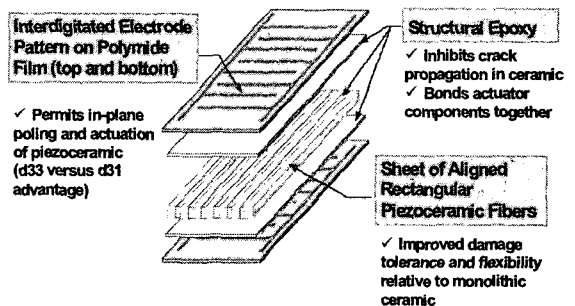 Interdigitated Electrode
Pattern on Polymide
Film (top and bottom)
✓ Permits in-plane
poling and actuation
of piezoceramic
(d33 versus d31
advantage)
Structural Epoxy
✓ Inhibits crack
propagation in ceramic
✓ Bonds actuator
components together
Sheet of Aligned
Rectangular
Piezoceramic Fibers
✓ Improved damage
tolerance and flexibility
relative to monolithic
ceramic